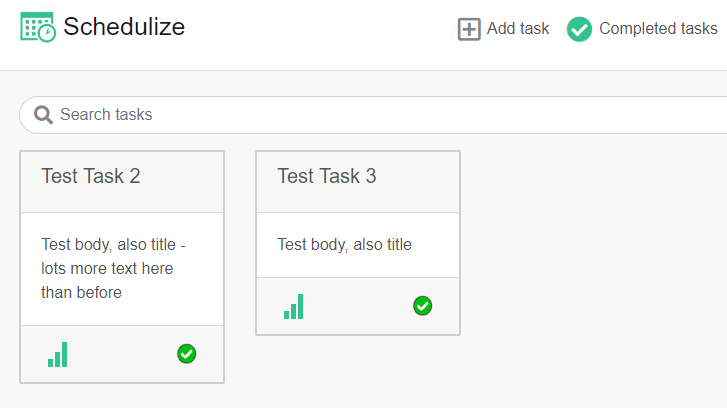 Schedulize
Add task
Completed tasks
Search tasks
Test Task 2
Test body, also title -
lots more text here
than before
Test Task 3
Test body, also title